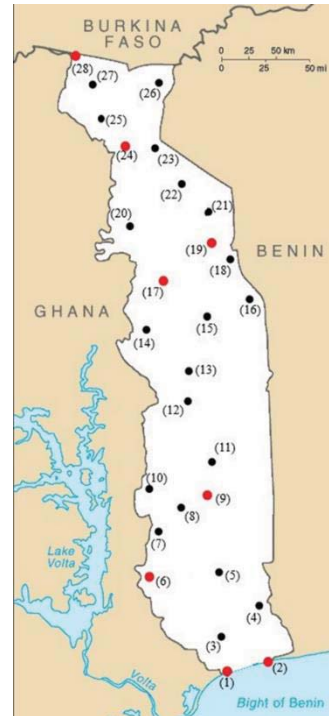 BURKINA
FASO
0 25 50 km
0 25 50 mi
(28)
(27)
(26)
(25)
(24)
(23)
(22)
(21)
(20)
(19)
BENIN
(18)
(17)
(16)
GHANA
(15)
(14)
(13)
(12)
(11)
(10)
(9)
(8)
(7)
Lake
Volta
(6)
(5)
(4)
(3)
(2)
(1)
Volta
Bight of Benin